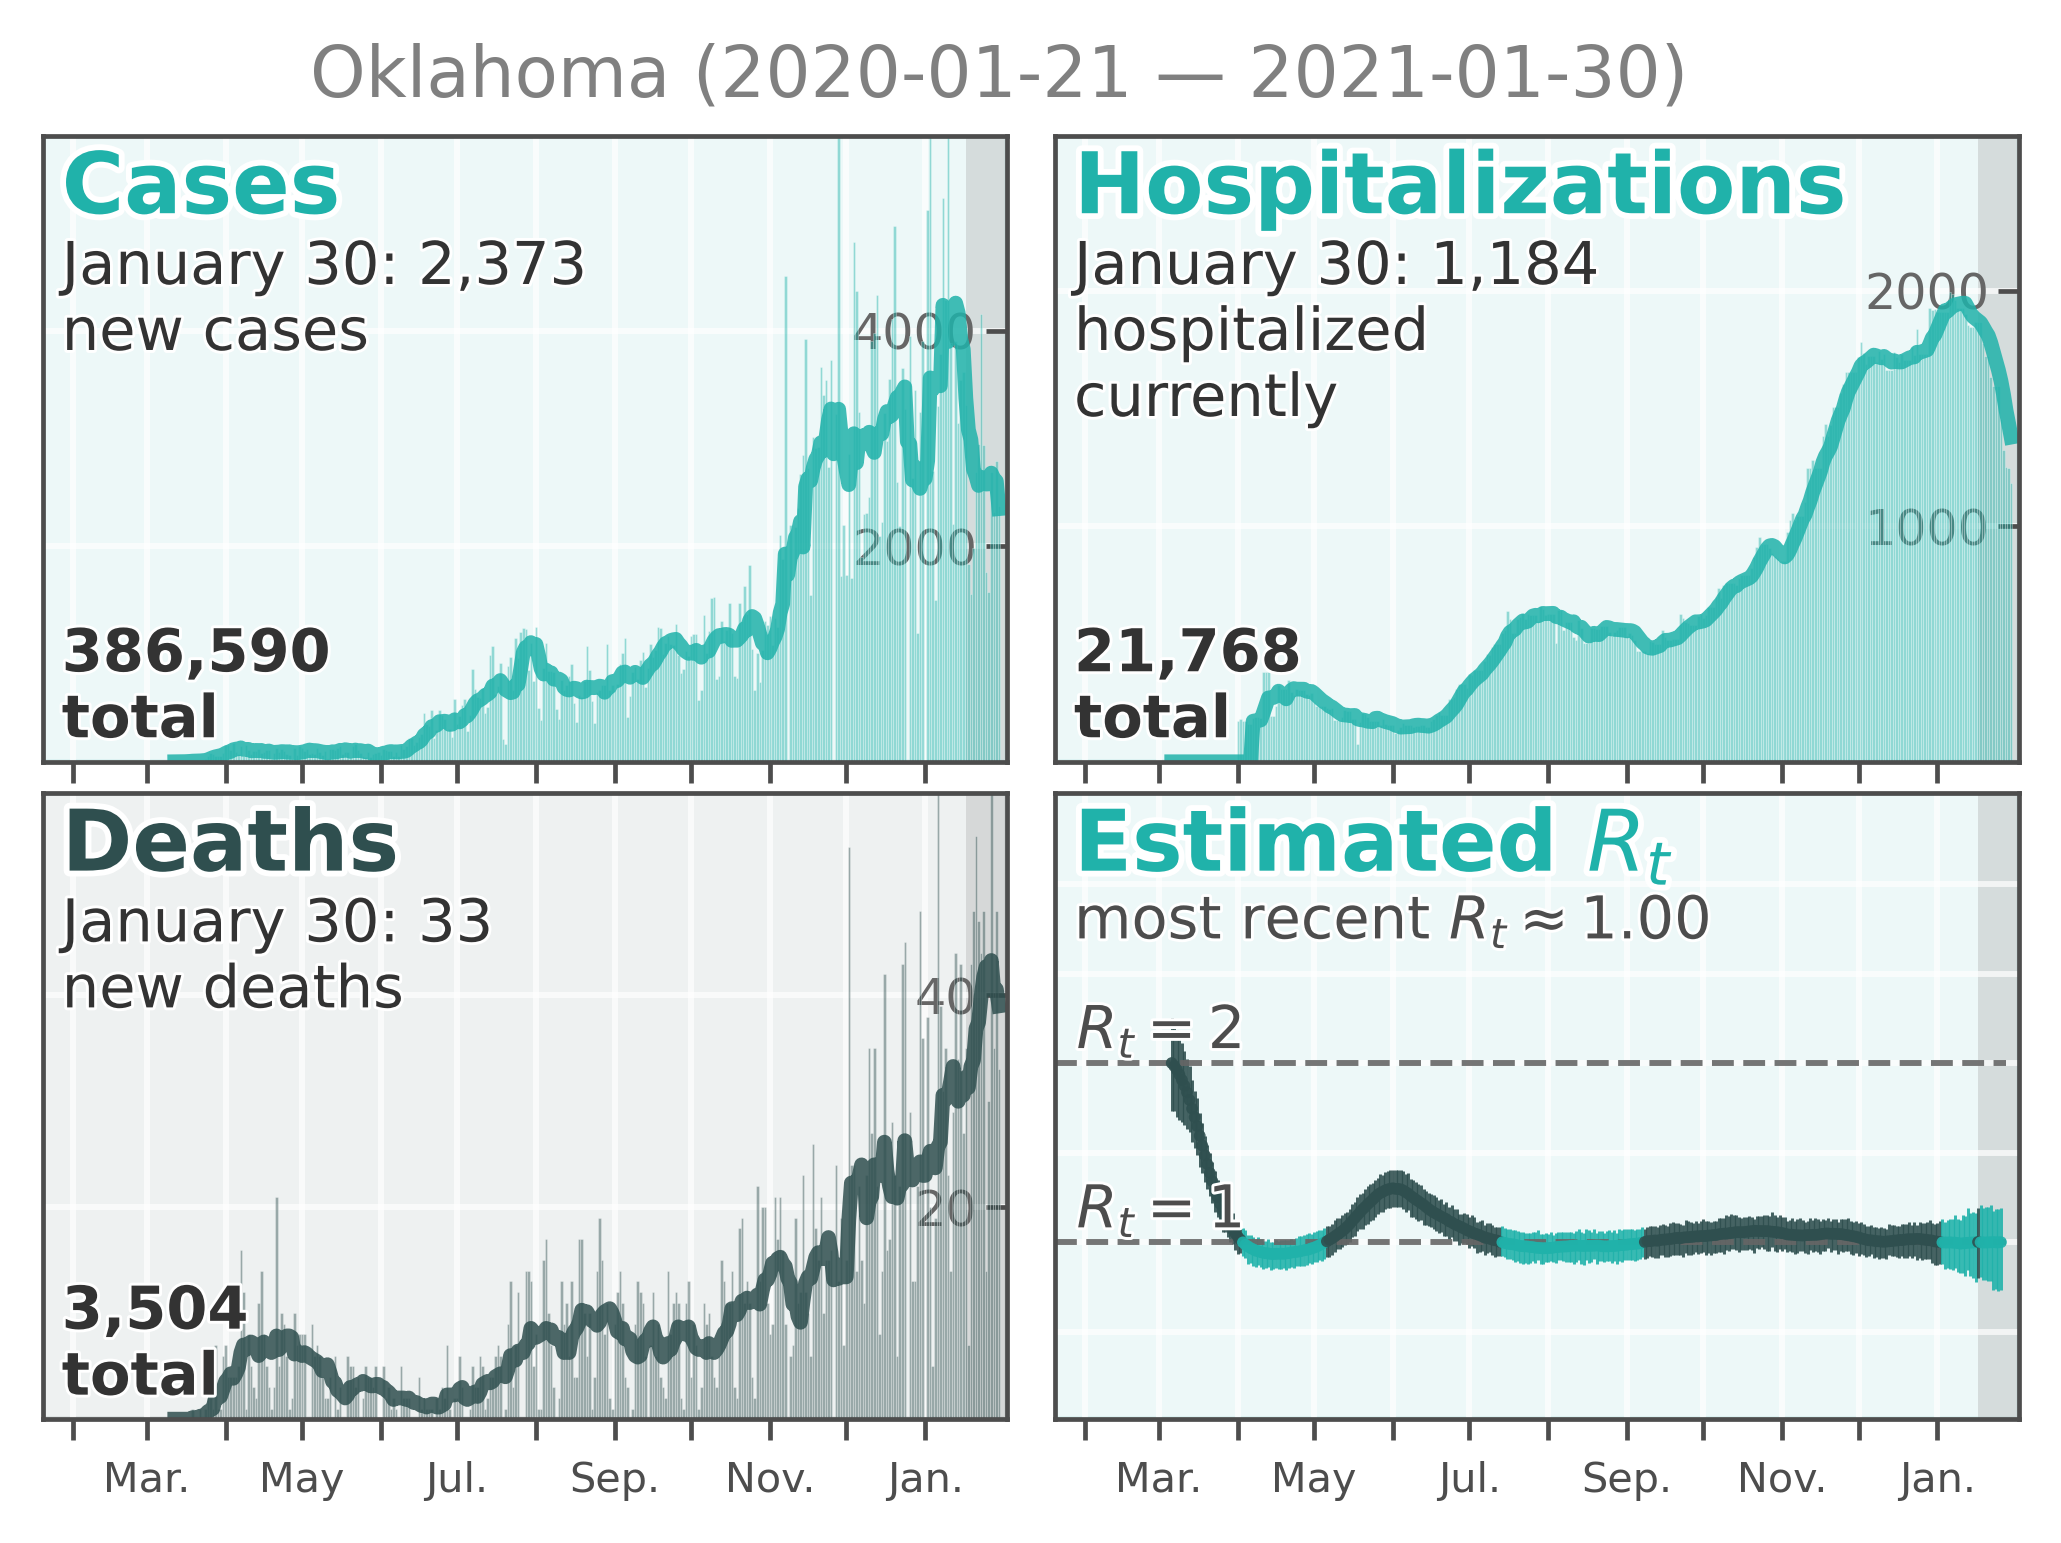 Oklahoma (2020-01-21 — 2021-01-30)
Cases
January 30: 2,373
new cases
4000
2000
386,590
total
Hospitalizations
January 30: 1,184
hospitalized
currently
2000
1000
21,768
total
Deaths
January 30: 33
new deaths
40
20
3,504
total
Mar. May Jul. Sep. Nov. Jan.
Estimated Rt
most recent Rt ≈ 1.00
Rt = 2
Rt = 1
Mar. May Jul. Sep. Nov. Jan.